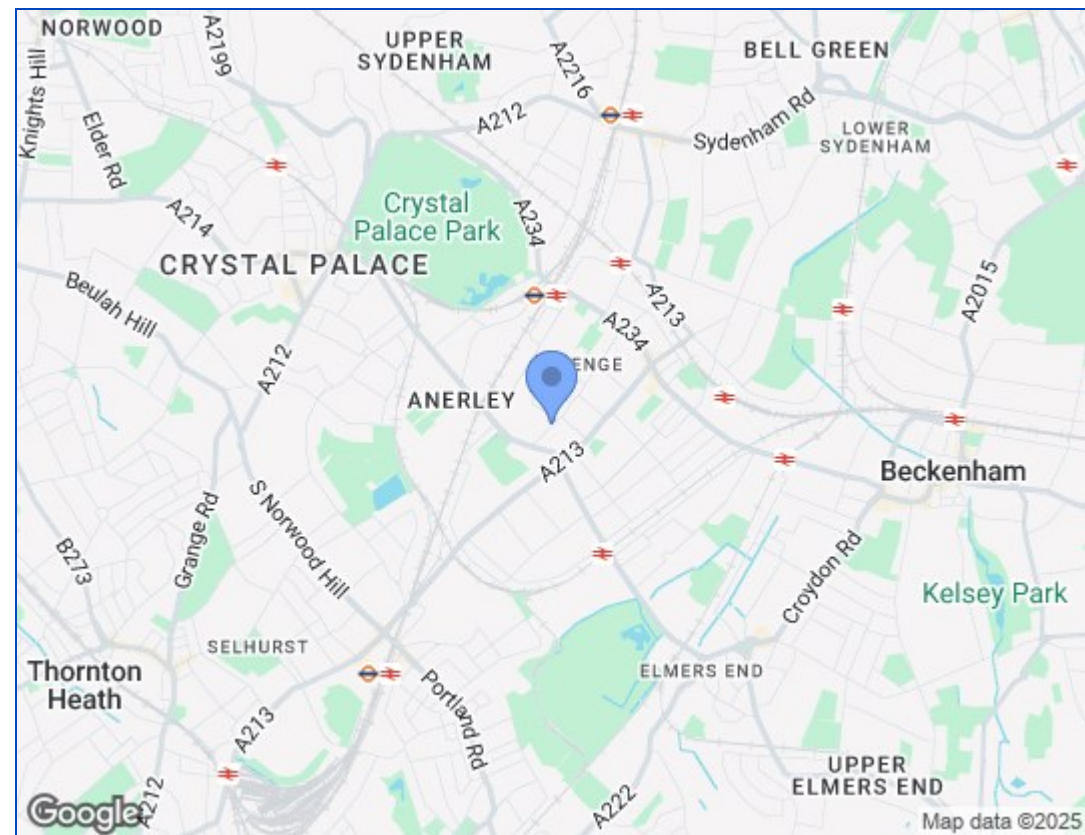 NORWOOD
A2199
UPPER
SYDENHAM
A2216
BELL GREEN
Knights Hill
Elder Rd
A212
Sydenham Rd
LOWER
SYDENHAM
A214
Crystal
Palace Park
A234
CRYSTAL PALACE
Beulah Hill
A213
A2015
A212
A234
ENGE
ANERLEY
A213
Beckenham
S Norwood Hill
Grange Rd
B273
Croydon Rd
Kelsey Park
SELHURST
Thornton
Heath
ELMERS END
Portland Rd
A213
UPPER
ELMERS END
A212
A222
Google
Map data ©2025